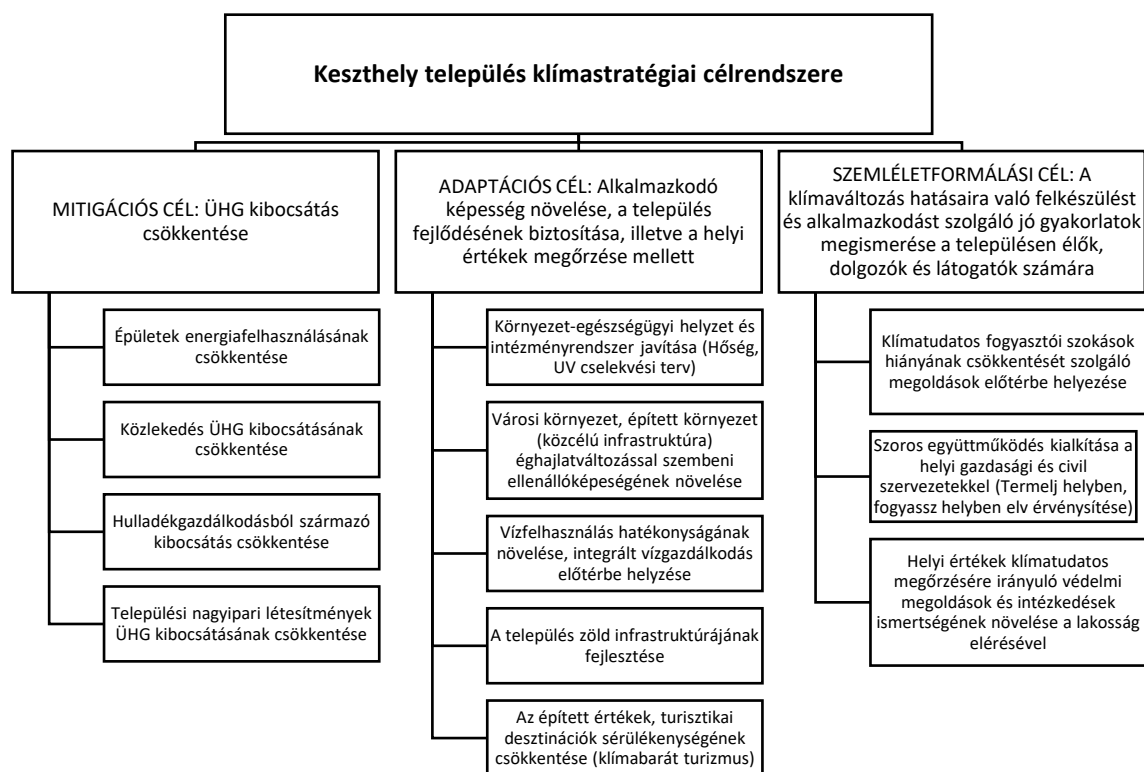 Keszthely település klímastratégiai célrendszere
MITIGÁCIÓS CÉL: ÜHG kibocsátás
csökkentése
Épületek energiafelhasználásának
csökkentése
Közlekedés ÜHG kibocsátásának
csökkentése
Hulladékgazdálkodásból származó
kibocsátás csökkentése
Települési nagyipari létesítmények
ÜHG kibocsátásának csökkentése
ADAPTÁCIÓS CÉL: Alkalmazkodó
képesség növelése, a település
fejlődésének biztosítása, illetve a helyi
értékek megőrzése mellett
Környezet-egészségügyi helyzet és
intézményrendszer javítása (Hőség,
UV cselekvési terv)
Városi környezet, épített környezet
(közcélú infrastruktúra)
éghajlatváltozással szembeni
ellenállóképeségének növelése
Vízfelhasználás hatékonyságának
növelése, integrált vízgazdálkodás
előtérbe helyzése
A település zöld infrastruktúrájának
fejlesztése
Az épített értékek, turisztikai
desztinációk sérülékenységének
csökkentése (klímabarát turizmus)
SZEMLÉLETFORMÁLÁSI CÉL: A
klímaváltozás hatásaira való felkészülést
és alkalmazkodást szolgáló jó gyakorlatok
megismerése a településen élők,
dolgozók és látogatók számára
Klímatudatos fogyasztói szokások
hiányának csökkentését szolgáló
megoldások előtérbe helyezése
Szoros együttműködés kialkítása a
helyi gazdasági és civil
szervezetekkel (Termelj helyben,
fogyassz helyben elv érvényesítése)
Helyi értékek klímatudatos
megőrzésére irányuló védelmi
megoldások és intézkedések
ismertségének növelése a lakosság
elérésével